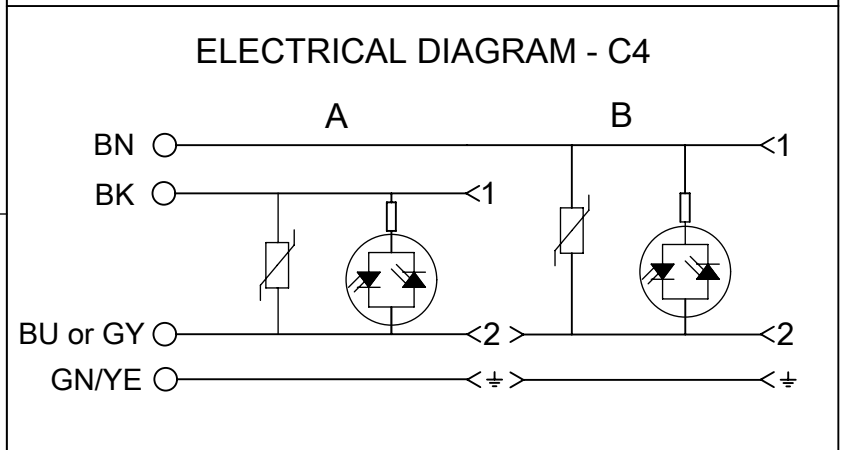 ELECTRICAL DIAGRAM - C4
A B
BN 1
BK 1
BU or GY 2 2
GN/YE